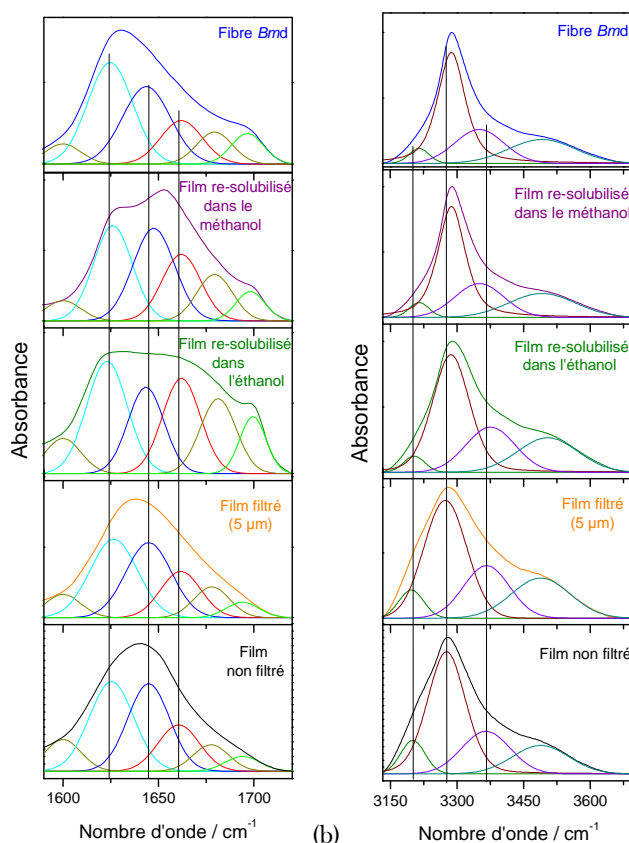 Fibre Bmd
Film re-solubilisé
dans le
méthanol
Film re-solubilisé
dans
l'éthanol
Film filtré
(5 µm)
Film
non filtré
Absorbance
1600 1650 1700
Nombre d'onde / cm⁻¹
(b)
Fibre Bmd
Film re-solubilisé
dans le méthanol
Film re-solubilisé
dans l'éthanol
Film filtré
(5 µm)
Film non filtré
Absorbance
3150 3300 3450 3600
Nombre d'onde / cm⁻¹